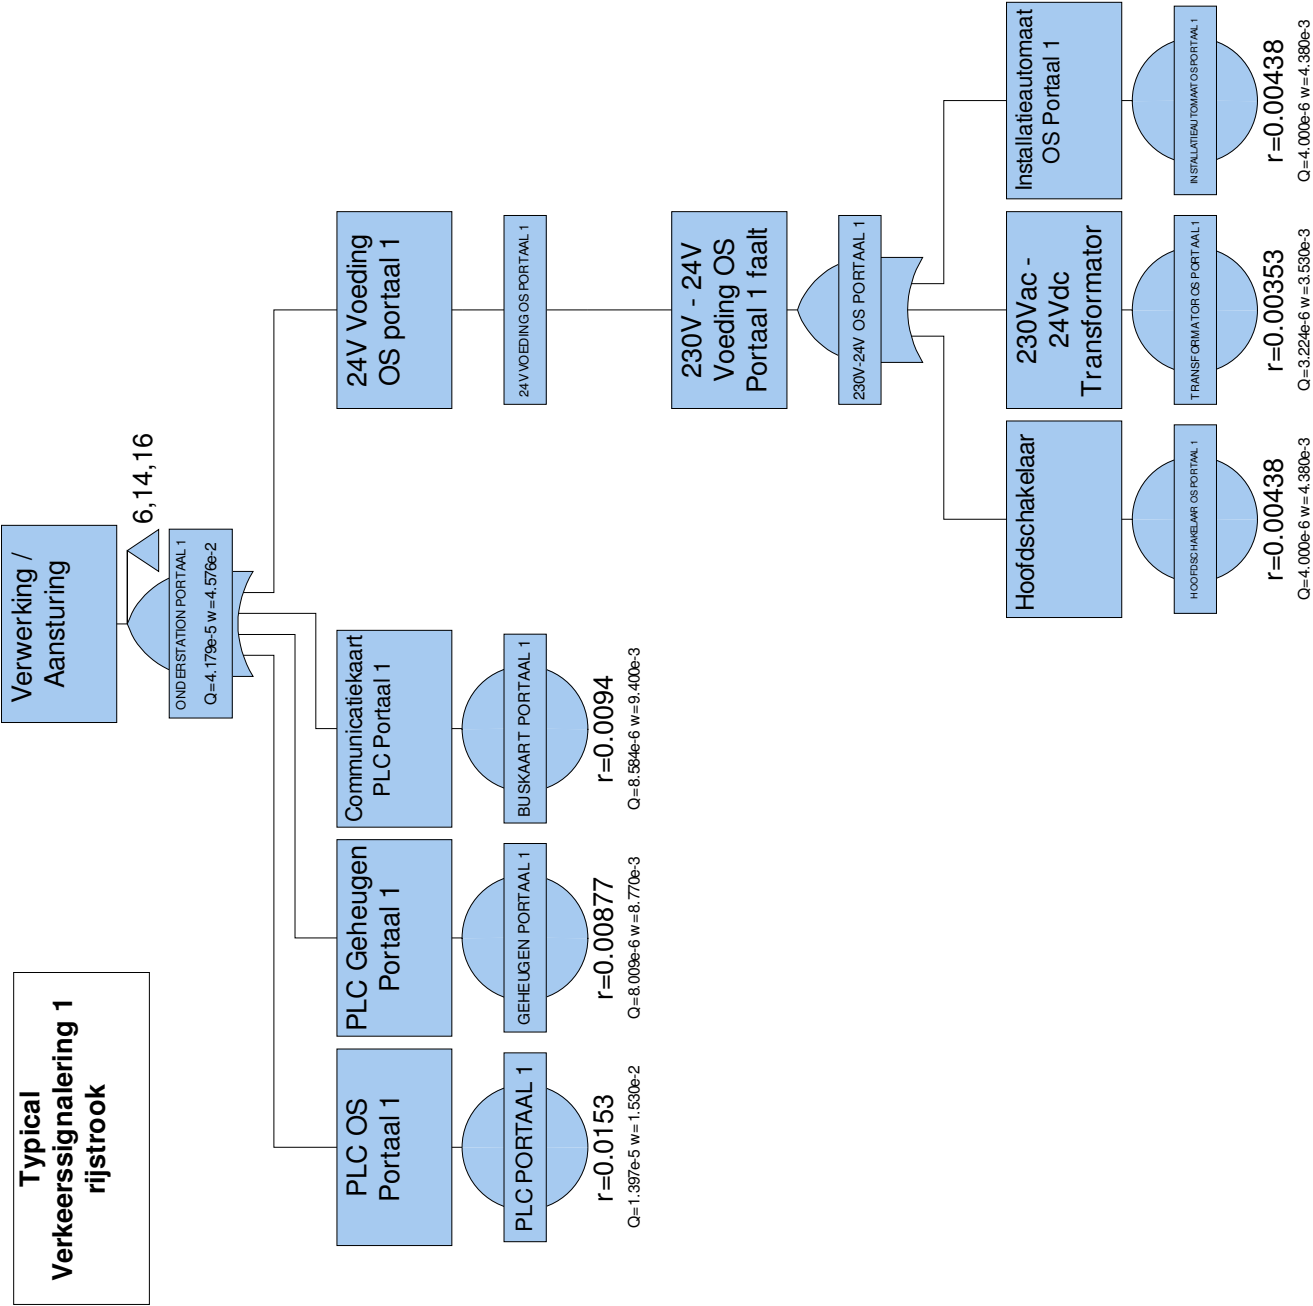 Typical
Verkeerssignalering 1
rijstrook
Verwerking /
Aansturing
6,14,16
ONDERSTATION PORTAAL 1
Q=4.179e-5 w=4.576e-2
PLC OS
Portaal 1
PLC PORTAAL 1
r=0.0153
Q=1.397e-5 w=1.530e-2
PLC Geheugen
Portaal 1
GEHEUGEN PORTAAL 1
r=0.00877
Q=8.009e-6 w=8.770e-3
Communicatiekaart
PLC Portaal 1
BUSKAART PORTAAL 1
r=0.0094
Q=8.584e-6 w=9.400e-3
24V Voeding
OS portaal 1
24V VOEDING OS PORTAAL 1
230V - 24V
Voeding OS
Portaal 1 faalt
230V-24V OS PORTAAL 1
Hoofdschakelaar
HOOFDSCHAKELAAR OS PORTAAL 1
r=0.00438
Q=4.000e-6 w=4.380e-3
230Vac -
24Vdc
Transformator
TRANSFORMATOR OS PORTAAL 1
r=0.00353
Q=3.224e-6 w=3.530e-3
Installatieautomaat
OS Portaal 1
INSTALLATIEAUTOMAAT OS PORTAAL 1
r=0.00438
Q=4.000e-6 w=4.380e-3